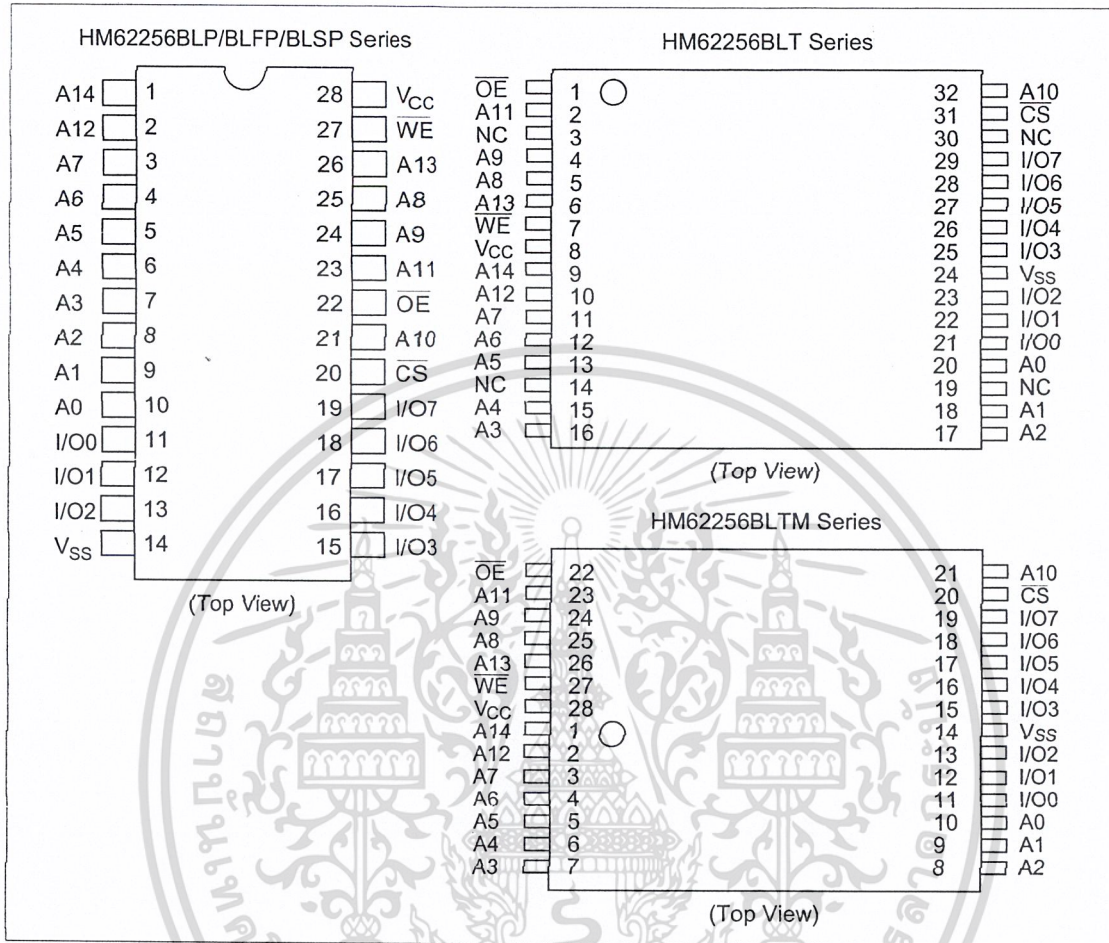 HM62256BLP/BLFP/BLSP Series
A14 1 28 VCC
A12 2 27 WE
A7 3 26 A13
A6 4 25 A8
A5 5 24 A9
A4 6 23 A11
A3 7 22 OE
A2 8 21 A10
A1 9 20 CS
A0 10 19 I/O7
I/O0 11 18 I/O6
I/O1 12 17 I/O5
I/O2 13 16 I/O4
VSS 14 15 I/O3
(Top View)
HM62256BLT Series
OE 1 32 A10
A11 2 31 CS
NC 3 30 NC
A9 4 29 I/O7
A8 5 28 I/O6
A13 6 27 I/O5
WE 7 26 I/O4
VCC 8 25 I/O3
A14 9 24 VSS
A12 10 23 I/O2
A7 11 22 I/O1
A6 12 21 I/O0
A5 13 20 A0
NC 14 19 NC
A4 15 18 A1
A3 16 17 A2
(Top View)
HM62256BLTM Series
OE 22 21 A10
A11 23 20 CS
A9 24 19 I/O7
A8 25 18 I/O6
A13 26 17 I/O5
WE 27 16 I/O4
VCC 28 15 I/O3
A14 1 14 VSS
A12 2 13 I/O2
A7 3 12 I/O1
A6 4 11 I/O0
A5 5 10 A0
A4 6 9 A1
A3 7 8 A2
(Top View)